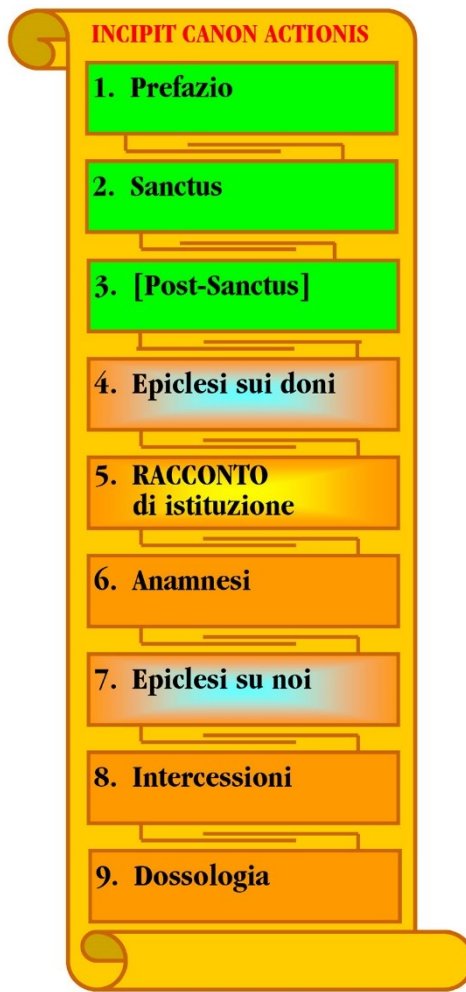 INCIPIT CANON ACTIONIS
1. Prefazio
2. Sanctus
3. [Post-Sanctus]
4. Epiclesi sui doni
5. RACCONTO
di istituzione
6. Anamnesi
7. Epiclesi su noi
8. Intercessioni
9. Dossologia